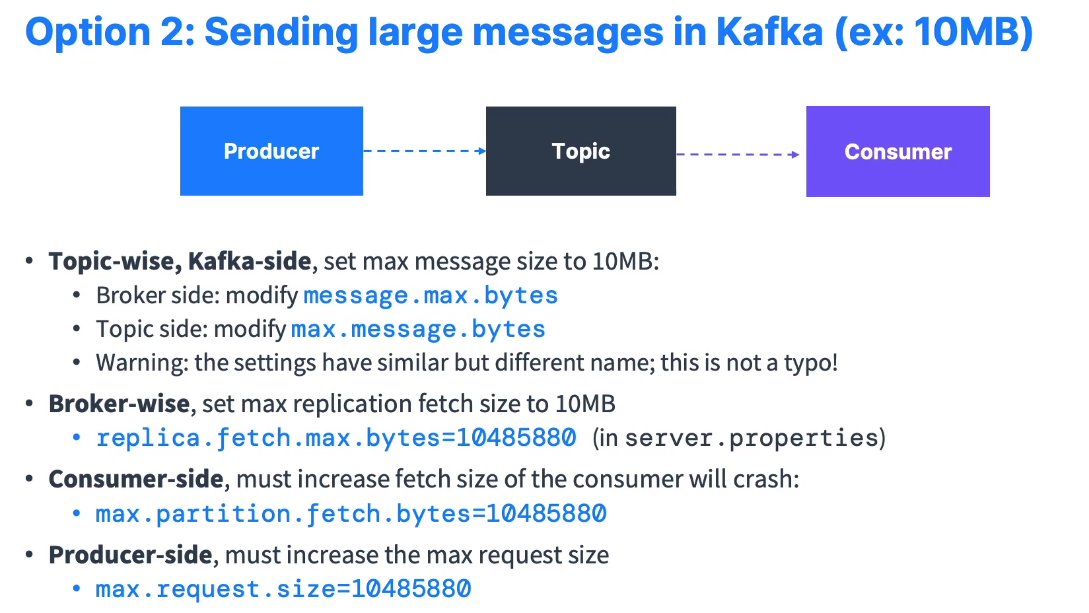 Option 2: Sending large messages in Kafka (ex: 10MB)
Producer
Topic
Consumer
• Topic-wise, Kafka-side, set max message size to 10MB:
• Broker side: modify message.max.bytes
• Topic side: modify max.message.bytes
• Warning: the settings have similar but different name; this is not a typo!
• Broker-wise, set max replication fetch size to 10MB
• replica.fetch.max.bytes=10485880 (in server.properties)
• Consumer-side, must increase fetch size of the consumer will crash:
• max.partition.fetch.bytes=10485880
• Producer-side, must increase the max request size
• max.request.size=10485880